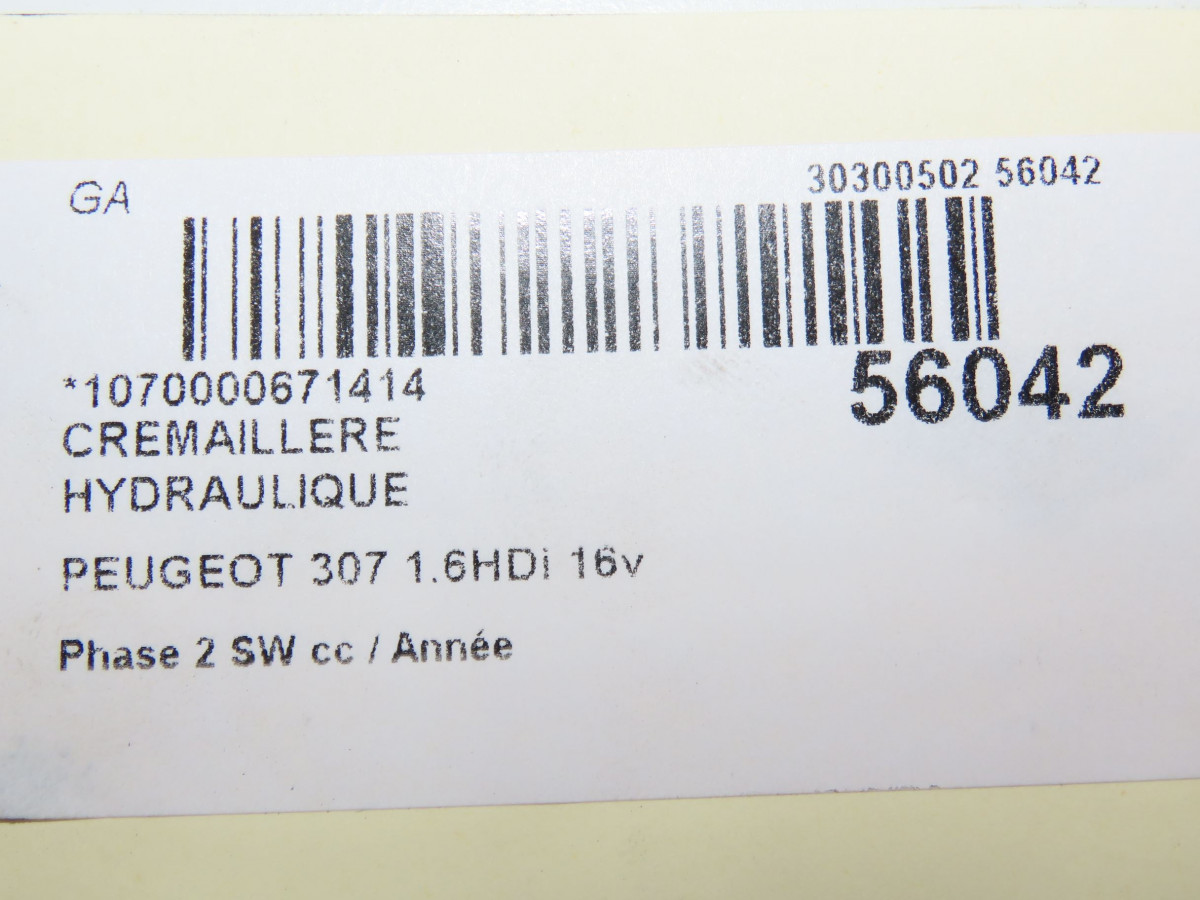 GA
30300502 56042
*1070000671414
56042
CREMAILLERE
HYDRAULIQUE
PEUGEOT 307 1.6HDi 16v
Phase 2 SW cc / Année